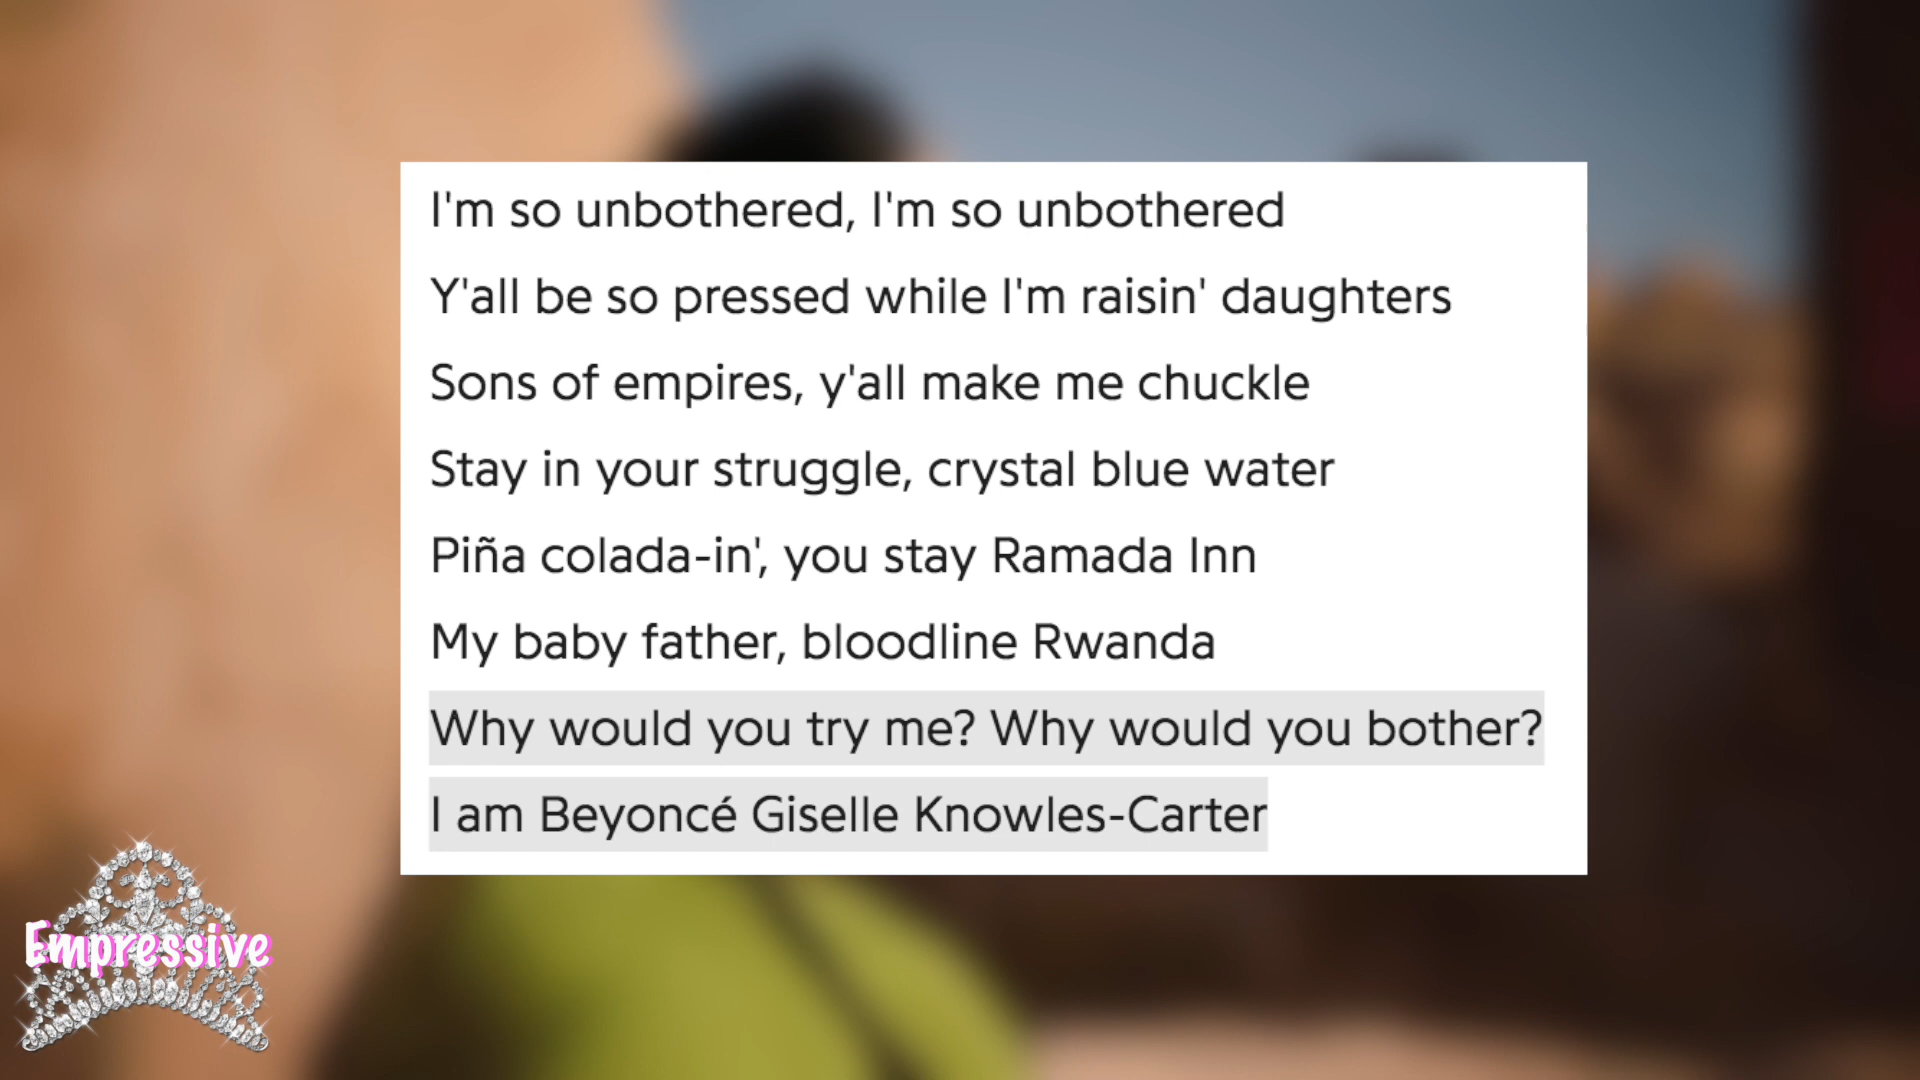 I'm so unbothered, I'm so unbothered
Y'all be so pressed while I'm raisin' daughters
Sons of empires, y'all make me chuckle
Stay in your struggle, crystal blue water
Piña colada-in', you stay Ramada Inn
My baby father, bloodline Rwanda
Why would you try me? Why would you bother?
I am Beyoncé Giselle Knowles-Carter
Empressive